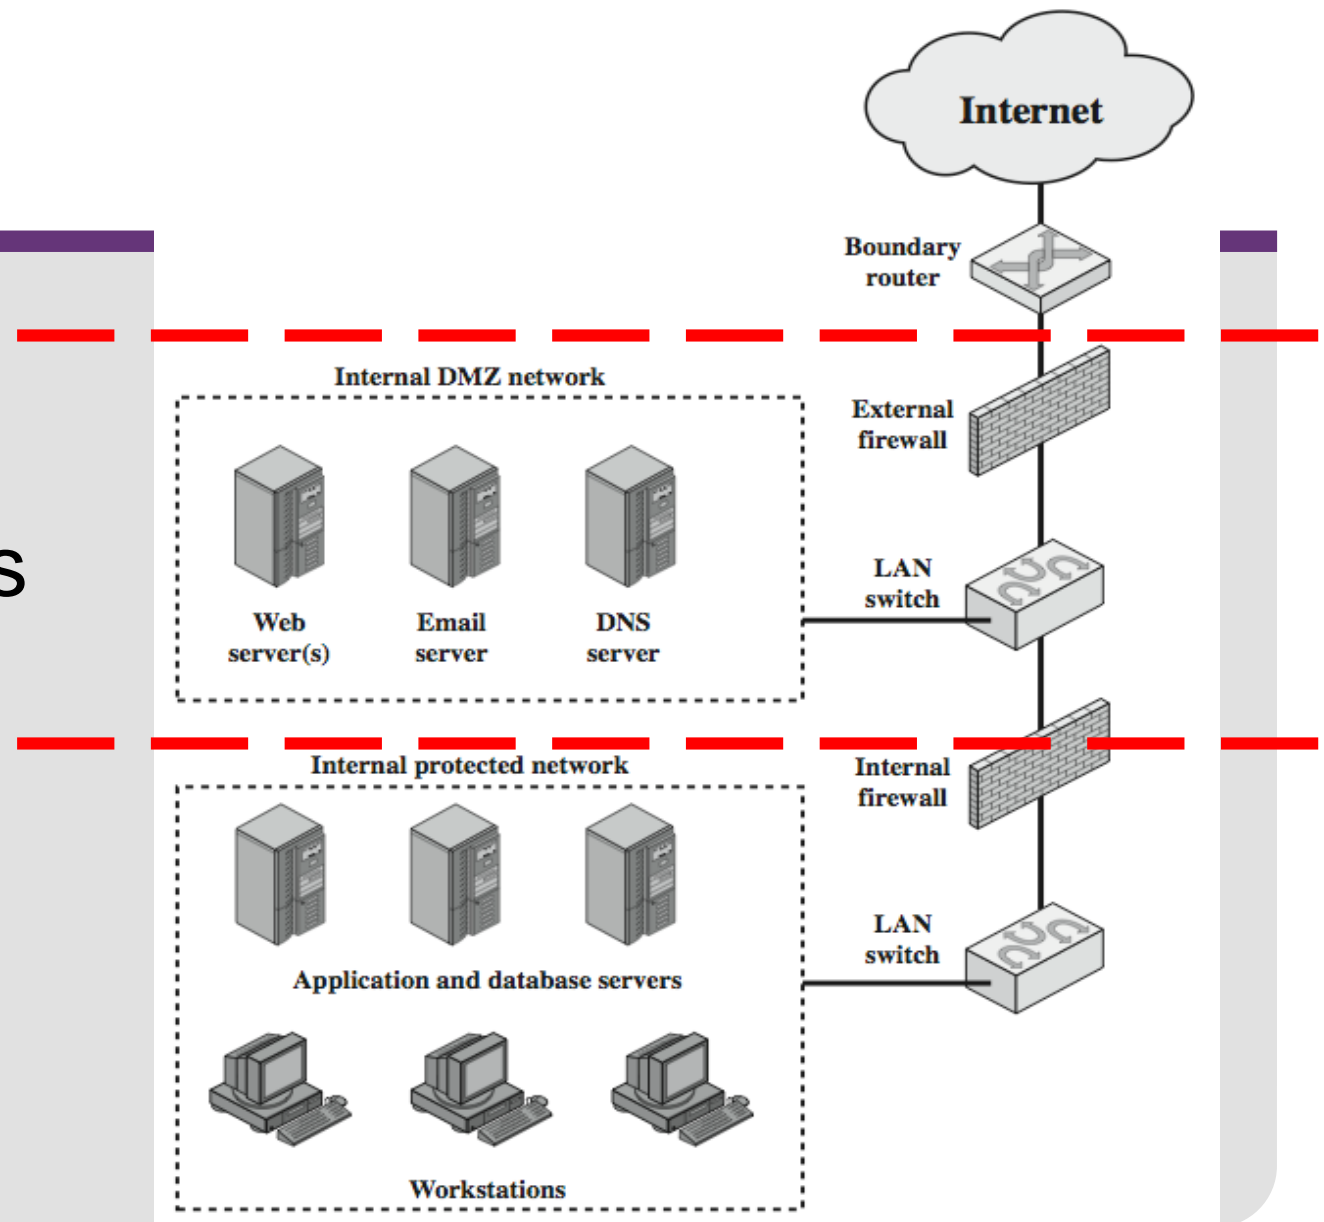 Internet
Boundary
router
Internal DMZ network
External
firewall
s
LAN
switch
Web
server(s)
Email
server
DNS
server
Internal protected network
Internal
firewall
LAN
switch
Application and database servers
Workstations